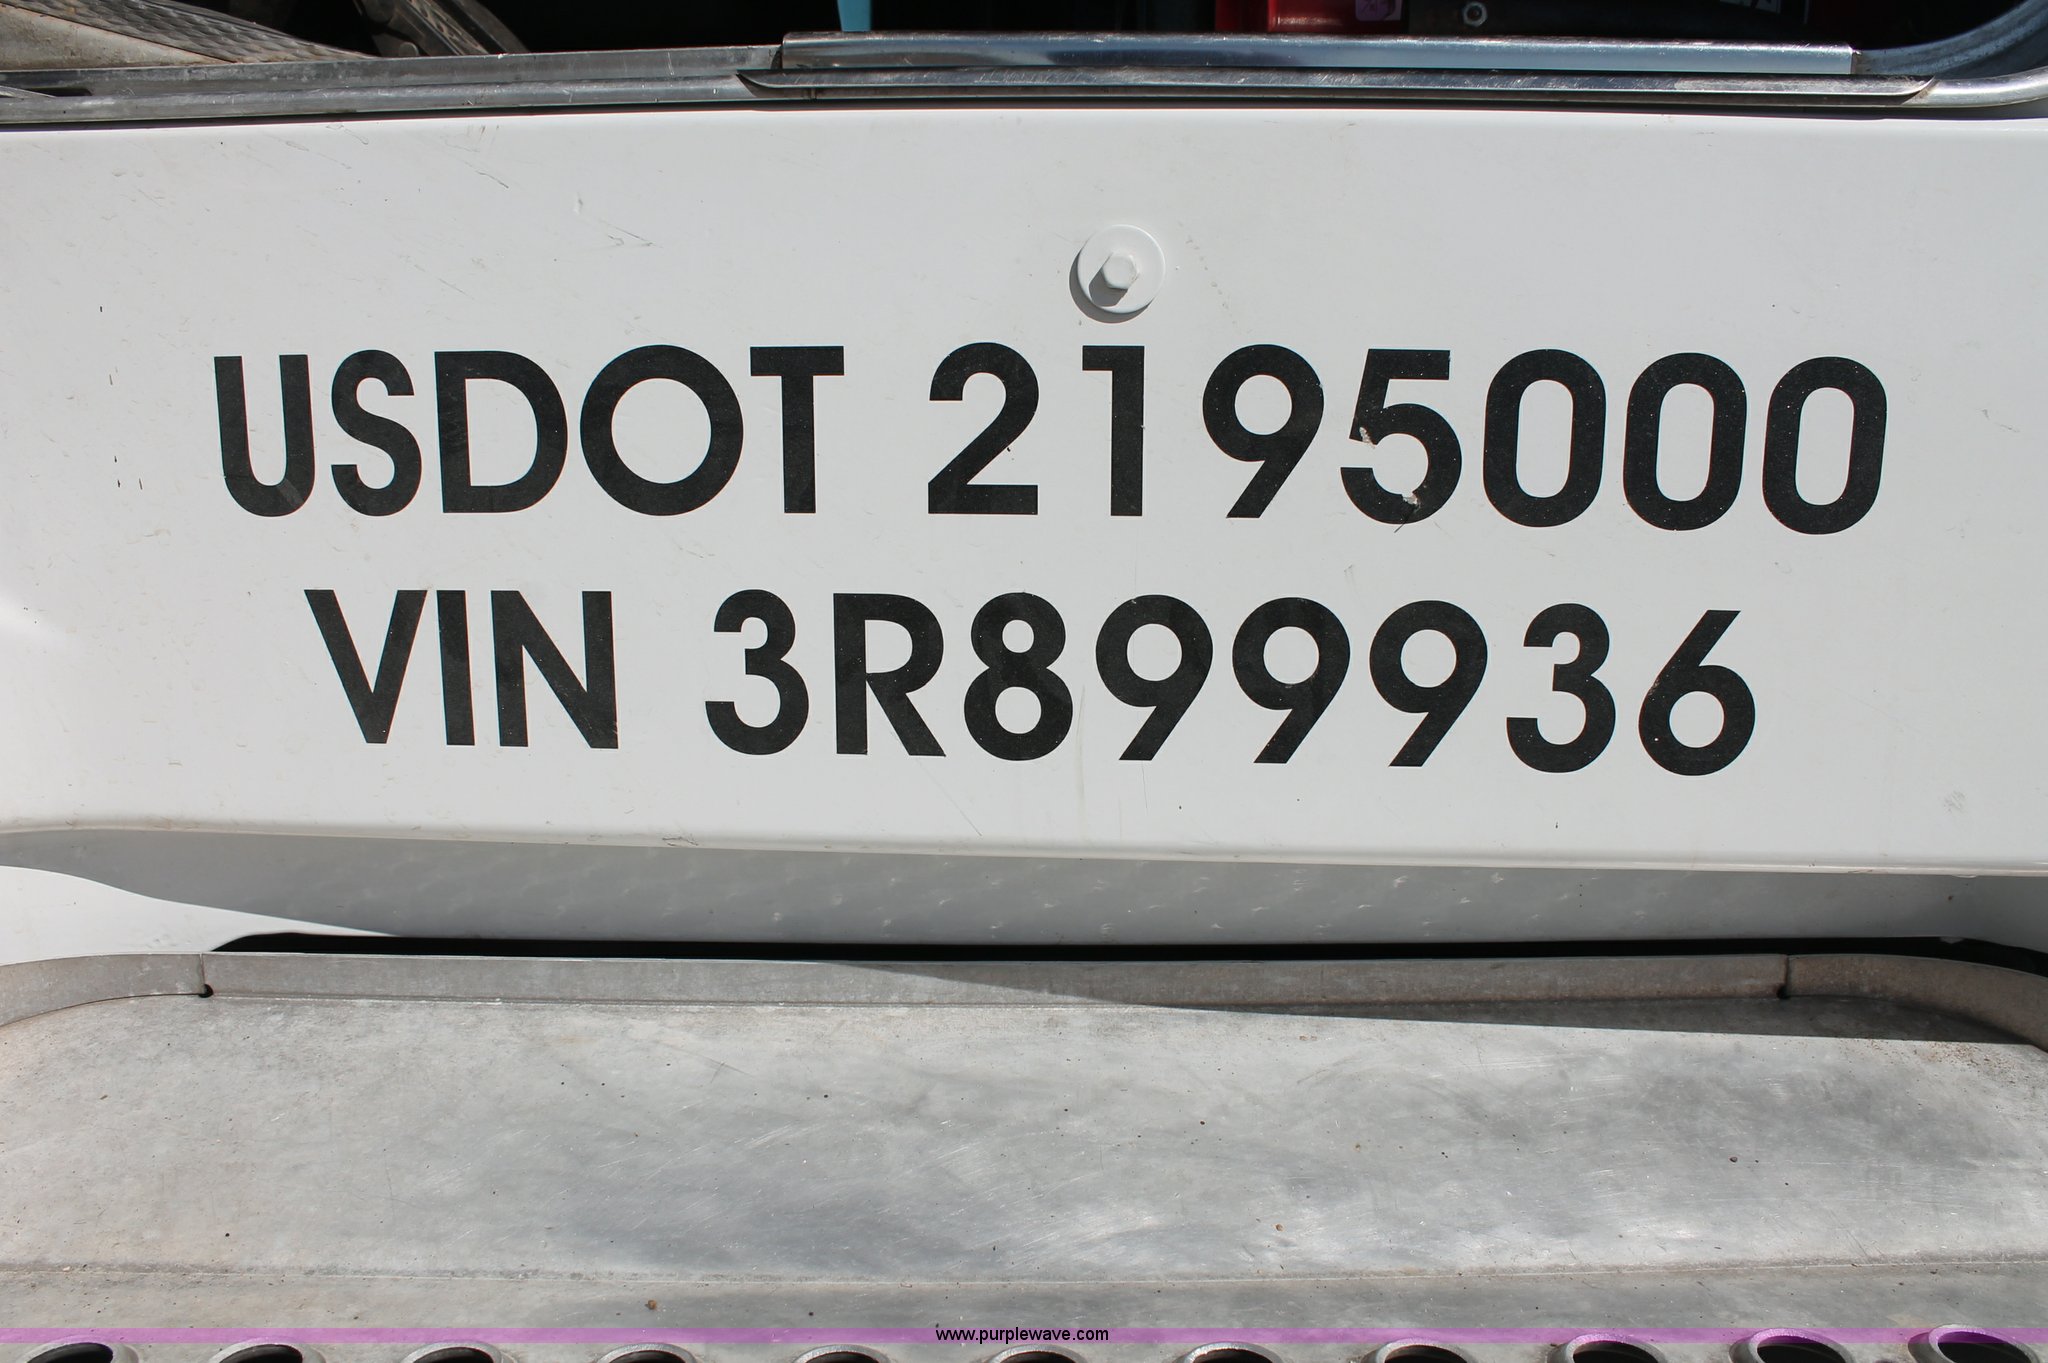 USDOT 2195000
VIN 3R899936
www.purplewave.com